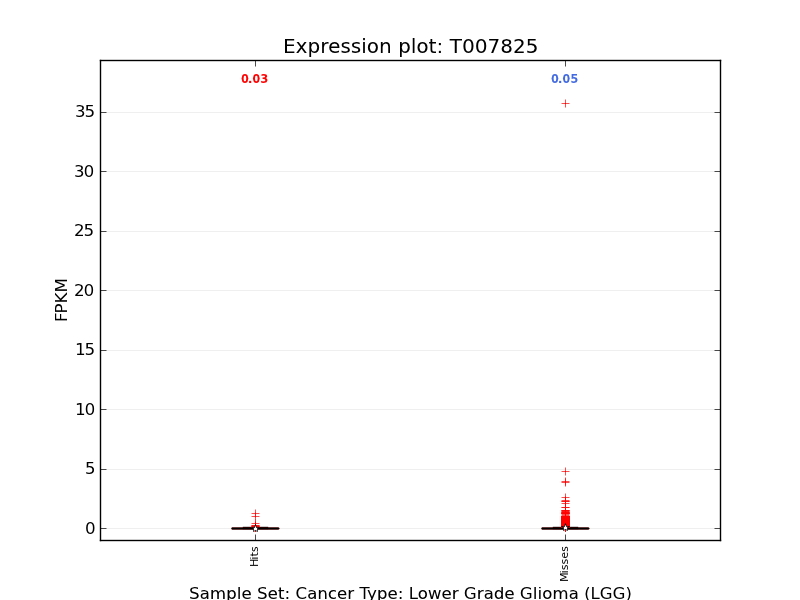 Expression plot: T007825
0.03
0.05
35
30
25
20
15
10
5
0
FPKM
Hits
Misses
Sample Set: Cancer Type: Lower Grade Glioma (LGG)